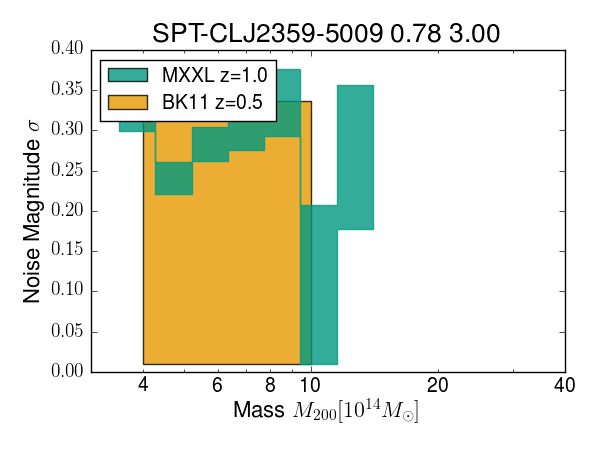 SPT-CLJ2359-5009 0.78 3.00
MXXL z=1.0
BK11 z=0.5
Noise Magnitude σ
0.40
0.35
0.30
0.25
0.20
0.15
0.10
0.05
0.00
4 6 8 10 20 40
Mass M₂₀₀[10¹⁴M⊙]